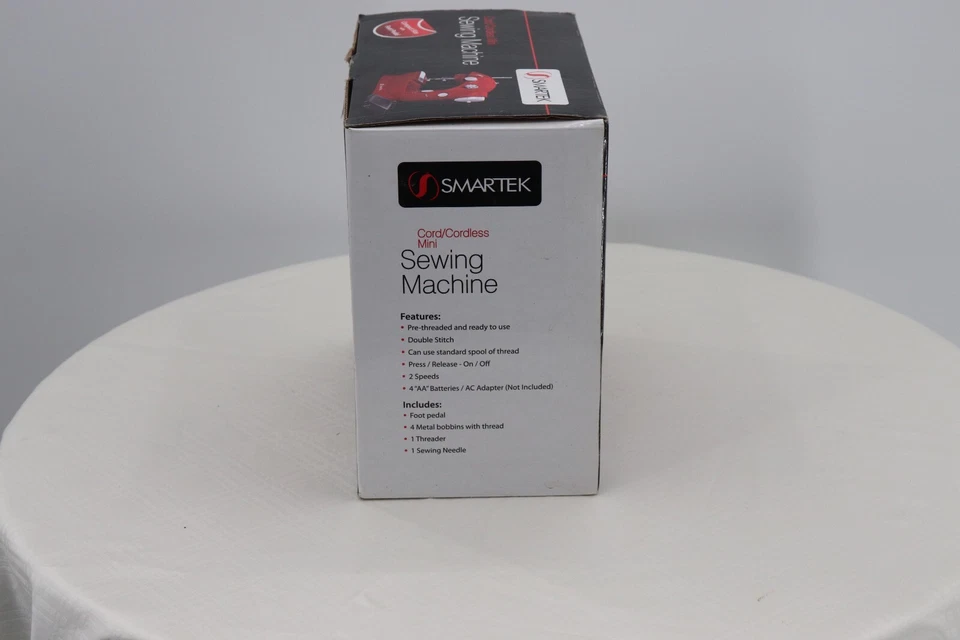 Sewing Machine
SMARTEK
SMARTEK
Cord/Cordless
Mini
Sewing
Machine
Features:
• Pre-threaded and ready to use
• Double Stitch
• Can use standard spool of thread
• Press / Release - On / Off
• 2 Speeds
• 4 "AA" Batteries / AC Adapter (Not Included)
Includes:
• Foot pedal
• 4 Metal bobbins with thread
• 1 Threader
• 1 Sewing Needle